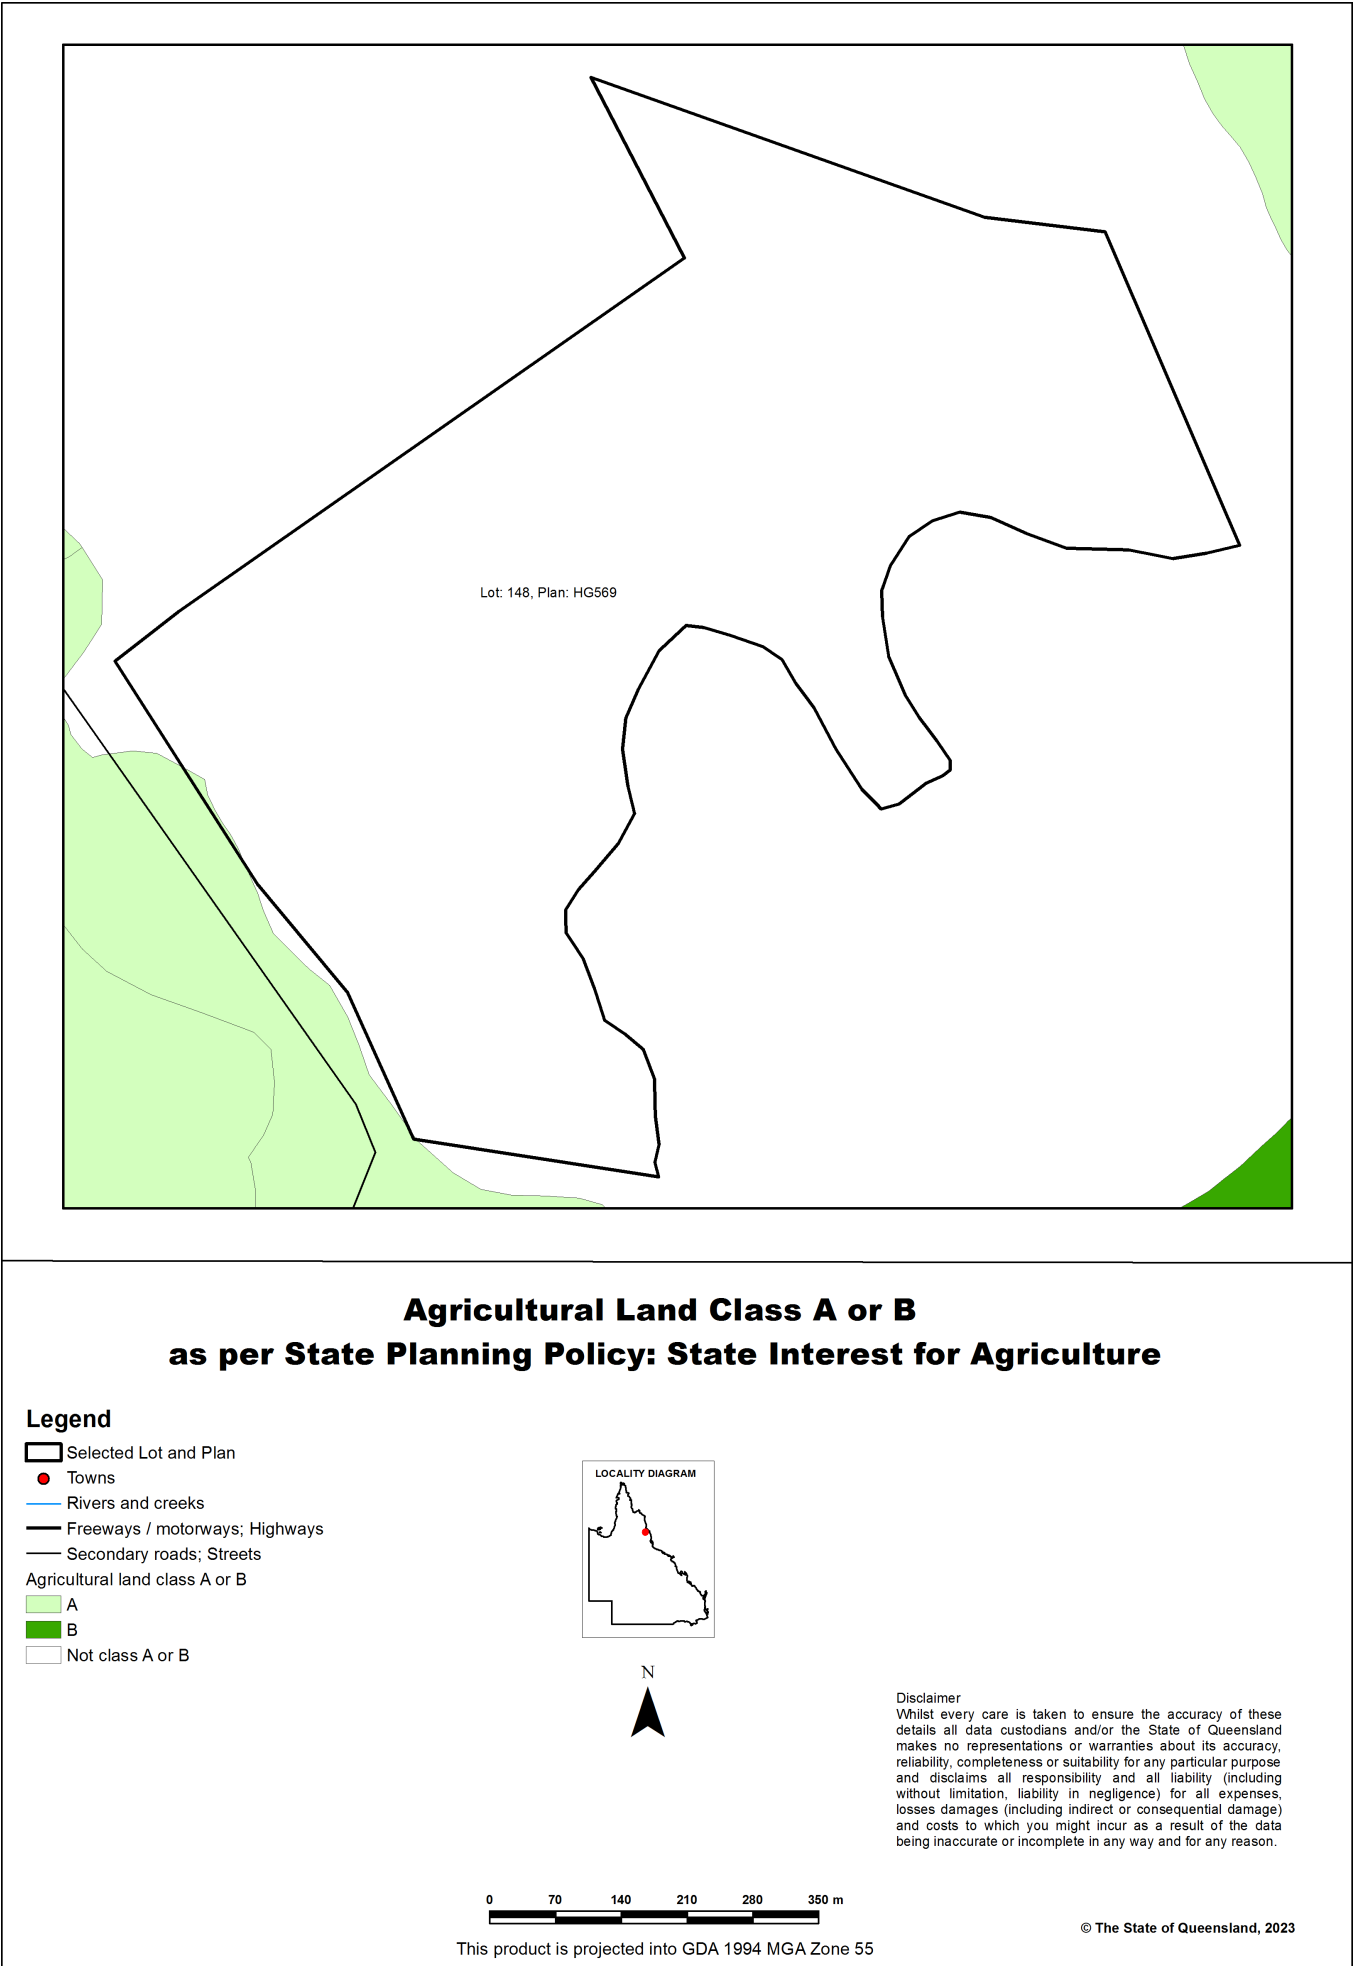 Lot: 148, Plan: HG569
Agricultural Land Class A or B
as per State Planning Policy: State Interest for Agriculture
Legend
Selected Lot and Plan
Towns
Rivers and creeks
Freeways / motorways; Highways
Secondary roads; Streets
Agricultural land class A or B
A
B
Not class A or B
LOCALITY DIAGRAM
N
Disclaimer
Whilst every care is taken to ensure the accuracy of these
details all data custodians and/or the State of Queensland
makes no representations or warranties about its accuracy,
reliability, completeness or suitability for any particular purpose
and disclaims all responsibility and all liability (including
without limitation, liability in negligence) for all expenses,
losses damages (including indirect or consequential damage)
and costs to which you might incur as a result of the data
being inaccurate or incomplete in any way and for any reason.
0 70 140 210 280 350 m
This product is projected into GDA 1994 MGA Zone 55
© The State of Queensland, 2023